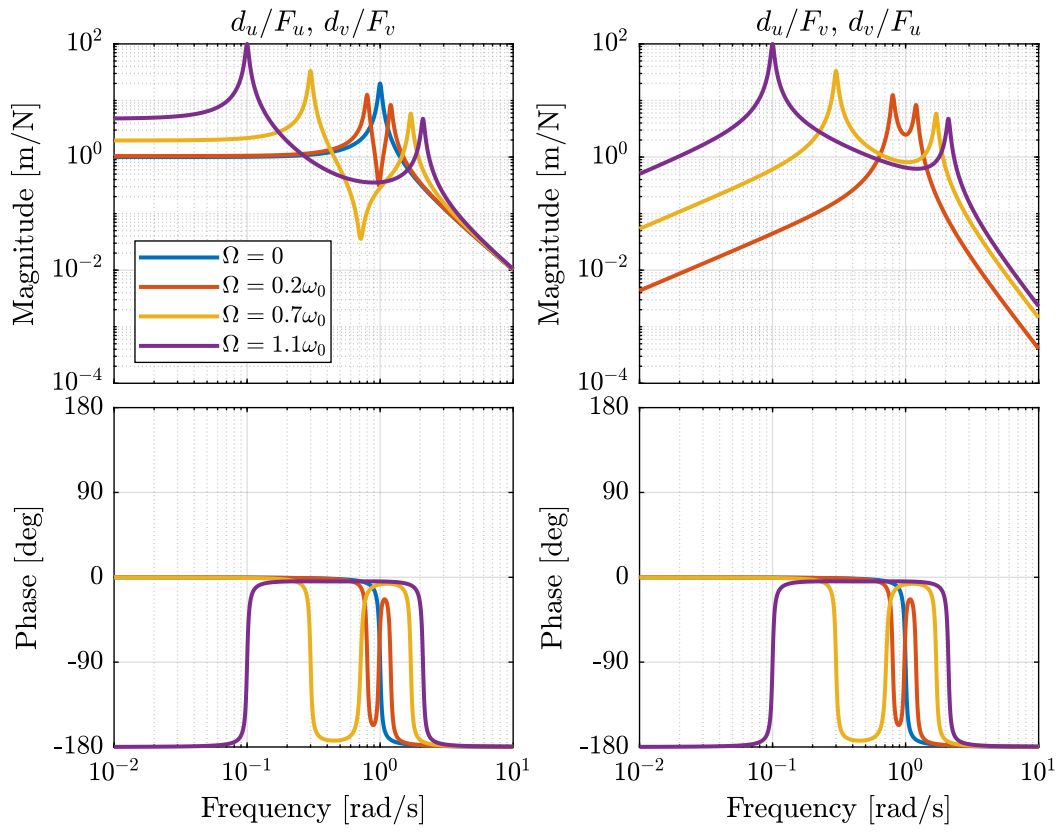 d_u/F_u, d_v/F_v
d_u/F_v, d_v/F_u
Magnitude [m/N]
10^2
10^0
10^{-2}
10^{-4}
Ω = 0
Ω = 0.2ω_0
Ω = 0.7ω_0
Ω = 1.1ω_0
Magnitude [m/N]
10^2
10^0
10^{-2}
10^{-4}
Phase [deg]
180
90
0
-90
-180
10^{-2}
10^{-1}
10^0
10^1
Frequency [rad/s]
Phase [deg]
180
90
0
-90
-180
10^{-2}
10^{-1}
10^0
10^1
Frequency [rad/s]